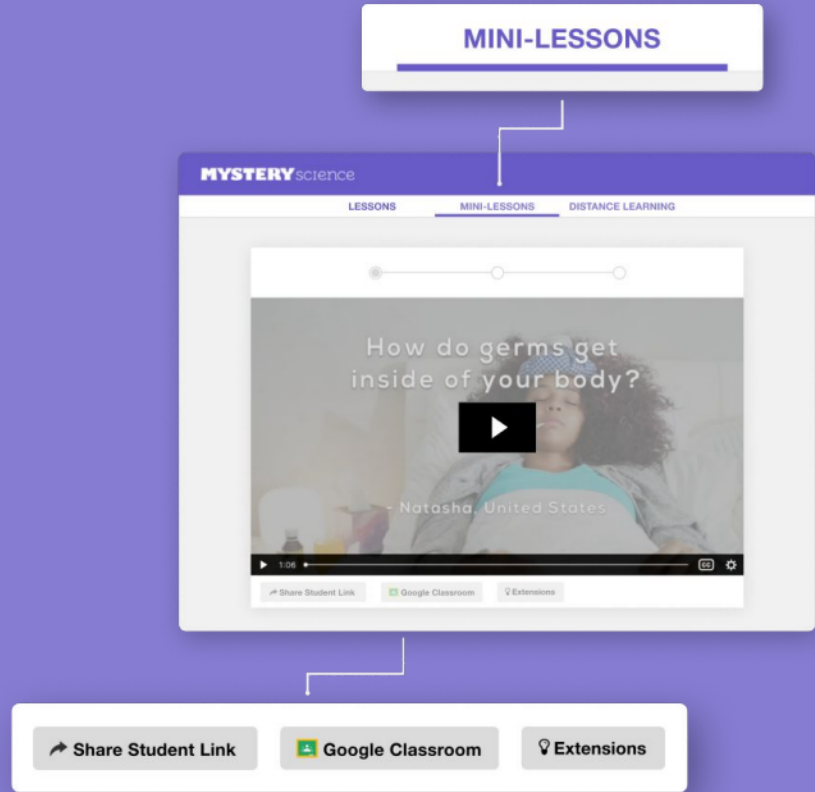 MINI-LESSONS
MYSTERY science
LESSONS MINI-LESSONS DISTANCE LEARNING
How do germs get
inside of your body?
- Natasha, United States
1:06 CC
Share Student Link Google Classroom Extensions
Share Student Link Google Classroom Extensions